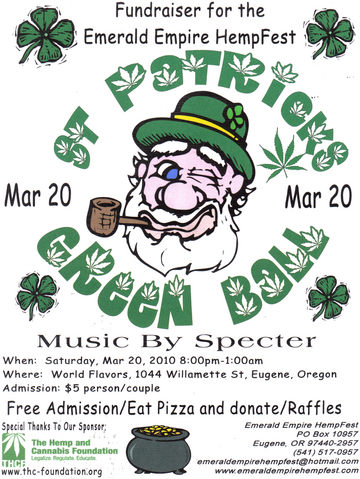 Fundraiser for the
Emerald Empire HempFest
ST PATRICKS
Mar 20
Mar 20
GREEN BALL
Music By Specter
When: Saturday, Mar 20, 2010 8:00pm-1:00am
Where: World Flavors, 1044 Willamette St, Eugene, Oregon
Admission: $5 person/couple
Free Admission/Eat Pizza and donate/Raffles
Special Thanks To Our Sponsor;
The Hemp and
Cannabis Foundation
Legalize. Regulate. Educate.
THCF
www.thc-foundation.org
Emerald Empire HempFest
PO Box 10957
Eugene, OR 97440-2957
(541) 517-0957
emeraldempirehempfest@hotmail.com
www.emeraldempirehempfest.com